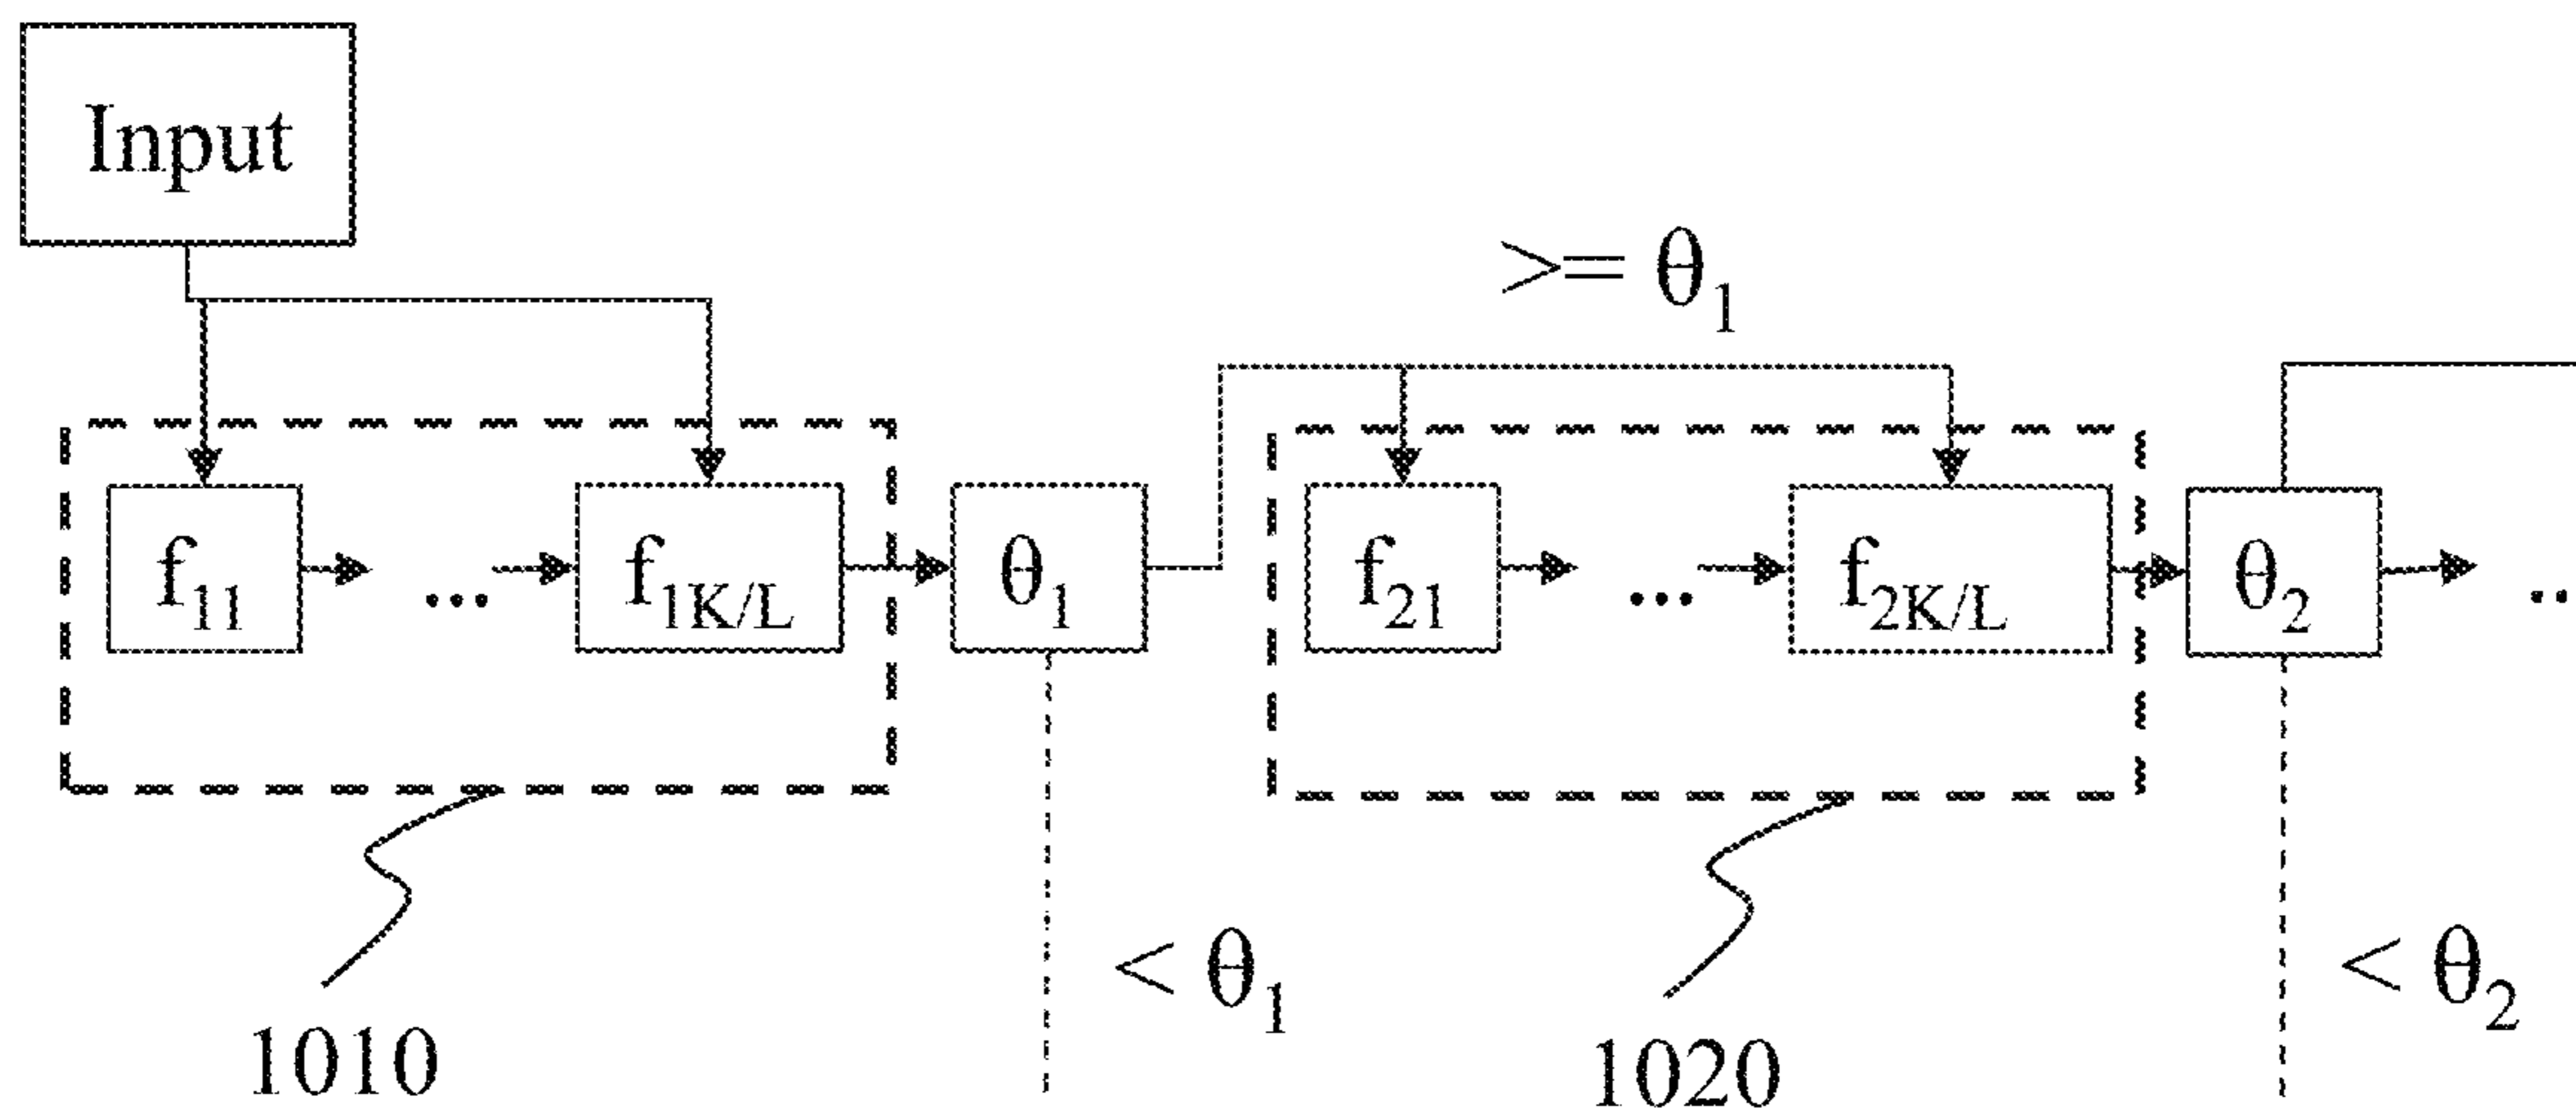 Input
>= θ₁
f₁₁ ... f₁K/L θ₁ f₂₁ ... f₂K/L θ₂ ..
< θ₁ < θ₂
1010 1020